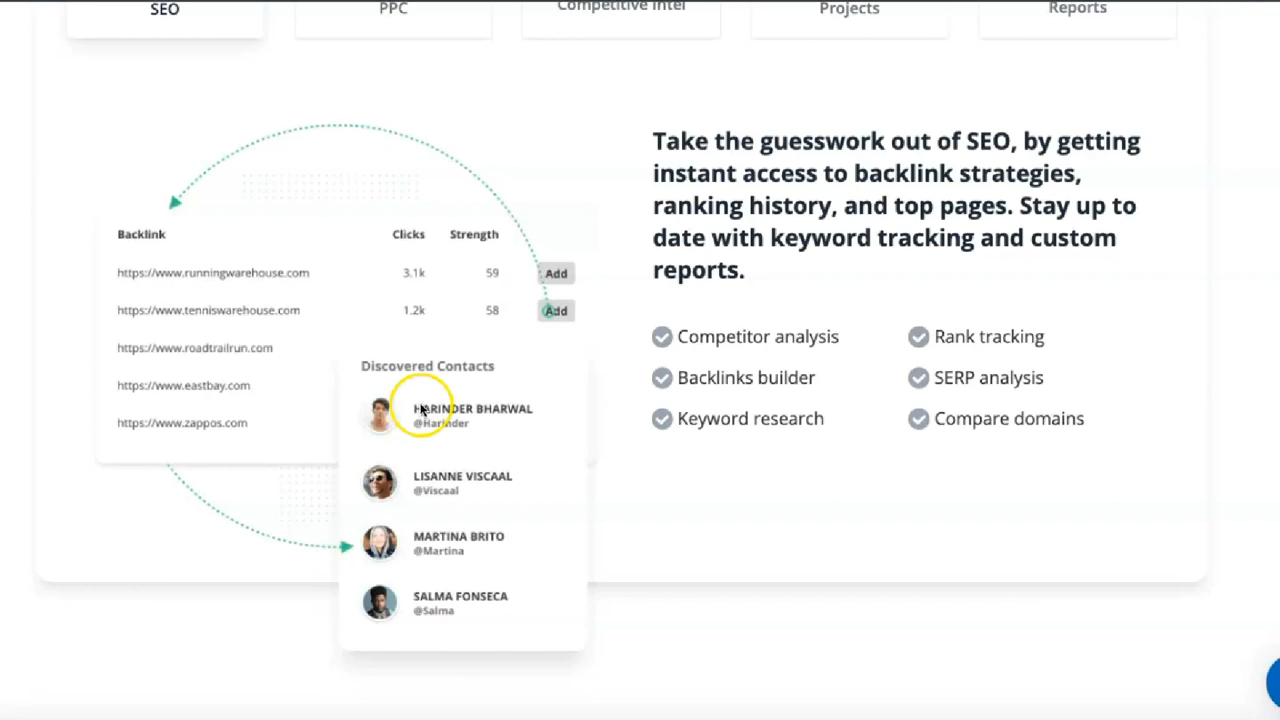 SEO
PPC
Competitive Intel
Projects
Reports
Take the guesswork out of SEO, by getting
instant access to backlink strategies,
ranking history, and top pages. Stay up to
date with keyword tracking and custom
reports.
Backlink Clicks Strength
https://www.runningwarehouse.com 3.1k 59 Add
https://www.tenniswarehouse.com 1.2k 58 Add
https://www.roadtrailrun.com
https://www.eastbay.com
https://www.zappos.com
Discovered Contacts
HARINDER BHARWAL
@Harinder
LISANNE VISCAAL
@Viscaal
MARTINA BRITO
@Martina
SALMA FONSECA
@Salma
Competitor analysis
Rank tracking
Backlinks builder
SERP analysis
Keyword research
Compare domains